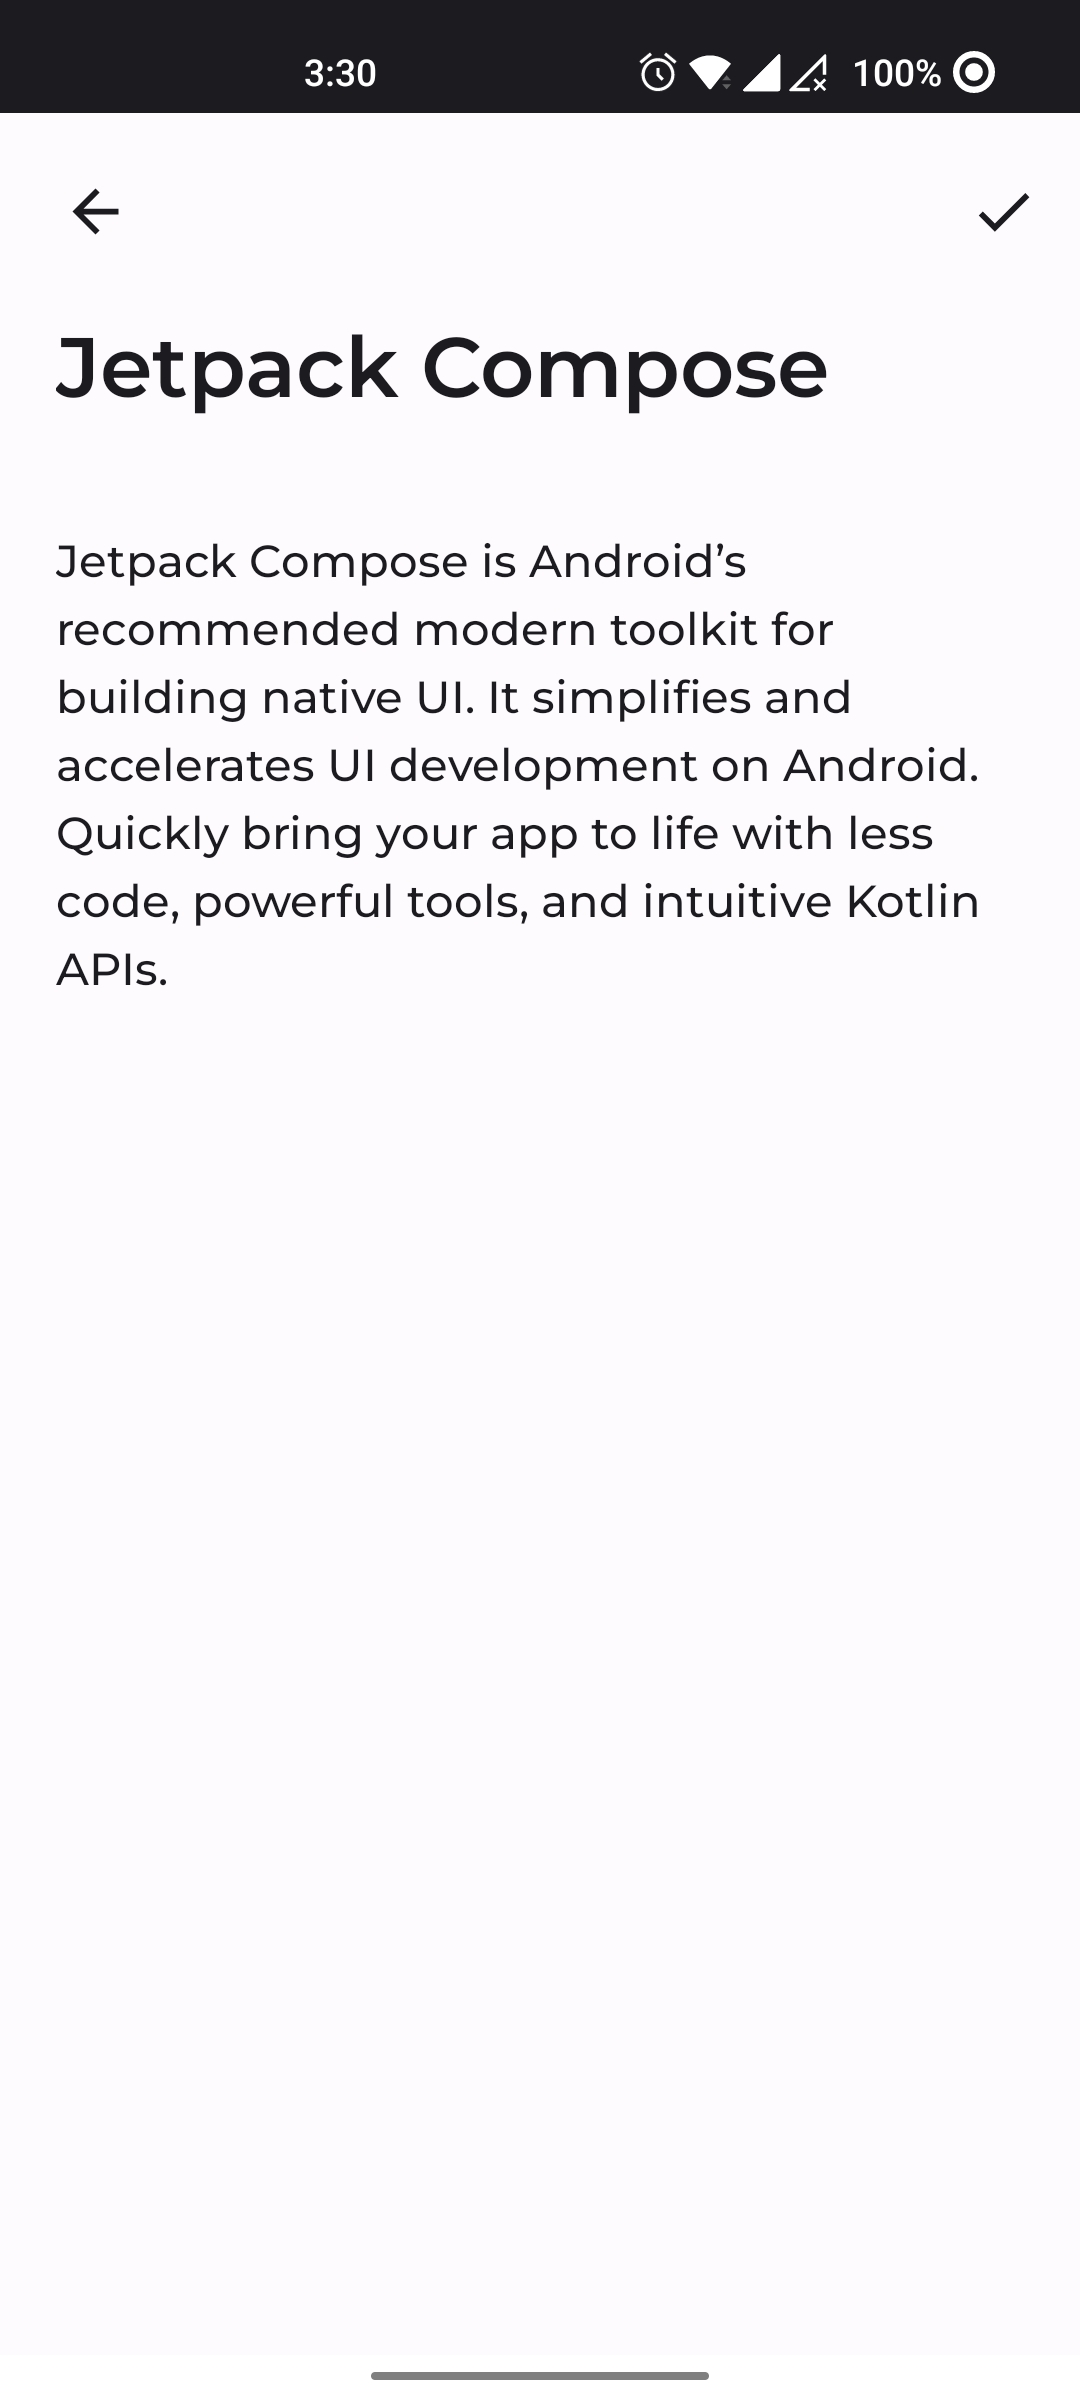 3:30 100%
Jetpack Compose
Jetpack Compose is Android’s
recommended modern toolkit for
building native UI. It simplifies and
accelerates UI development on Android.
Quickly bring your app to life with less
code, powerful tools, and intuitive Kotlin
APIs.